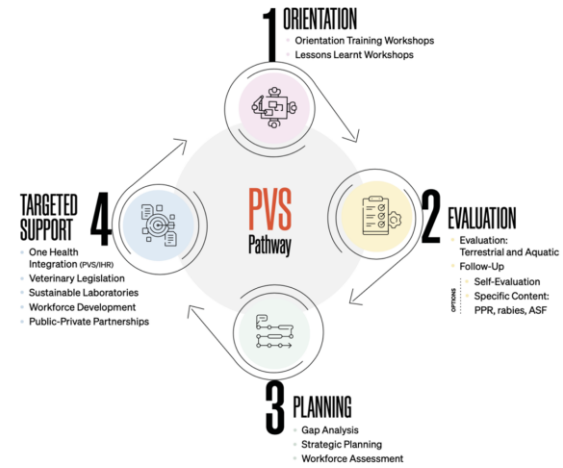 1 ORIENTATION
Orientation Training Workshops
Lessons Learnt Workshops
PVS
Pathway
2 EVALUATION
Evaluation:
Terrestrial and Aquatic
Follow-Up
OPTIONS
Self-Evaluation
Specific Content:
PPR, rabies, ASF
3 PLANNING
Gap Analysis
Strategic Planning
Workforce Assessment
TARGETED
SUPPORT 4
One Health
Integration (PVS/IHR)
Veterinary Legislation
Sustainable Laboratories
Workforce Development
Public-Private Partnerships